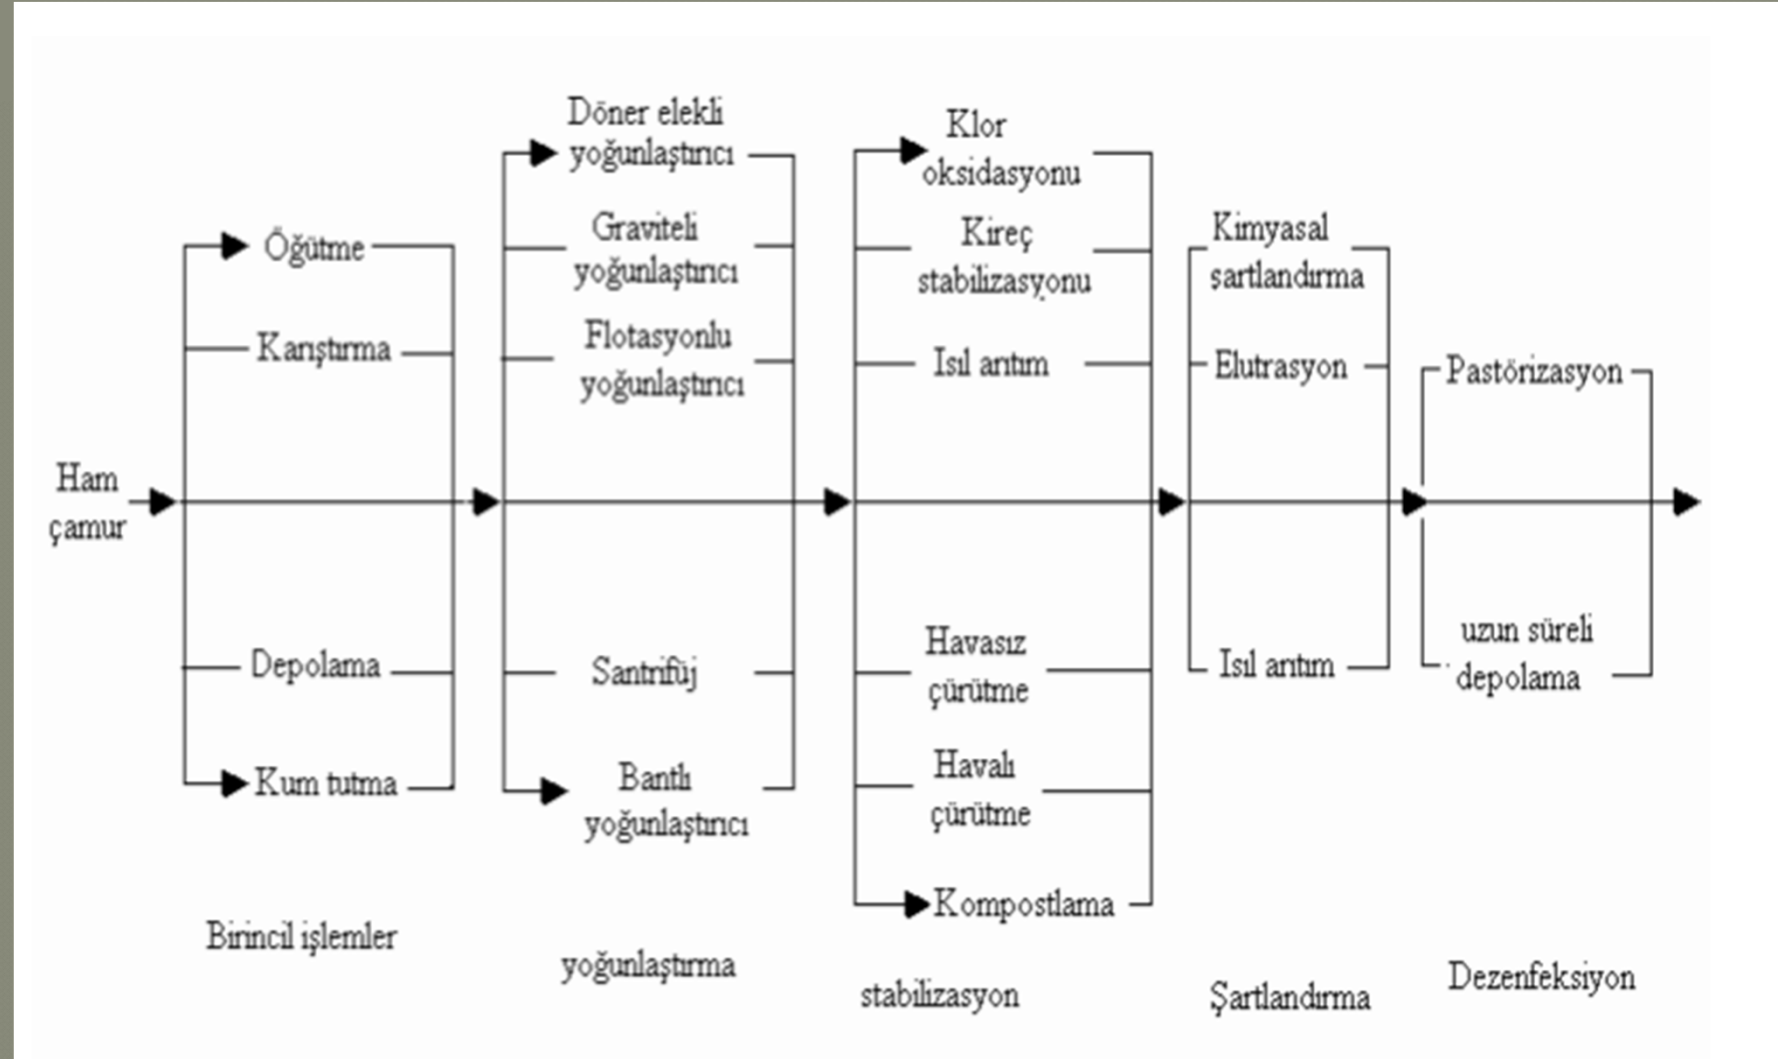 Ham
çamur
Öğütme
Karıştırma
Depolama
Kum tutma
Birincil işlemler
Döner elekli
yoğunlaştırıcı
Graviteli
yoğunlaştırıcı
Flotasyonlu
yoğunlaştırıcı
Santrifüj
Bantlı
yoğunlaştırıcı
yoğunlaştırma
Klor
oksidasyonu
Kireç
stabilizasyonu
Isıl arıtım
Havasız
çürütme
Havalı
çürütme
Kompostlama
stabilizasyon
Kimyasal
şartlandırma
Elutrasyon
Isıl arıtım
Şartlandırma
Pastörizasyon
uzun süreli
depolama
Dezenfeksiyon